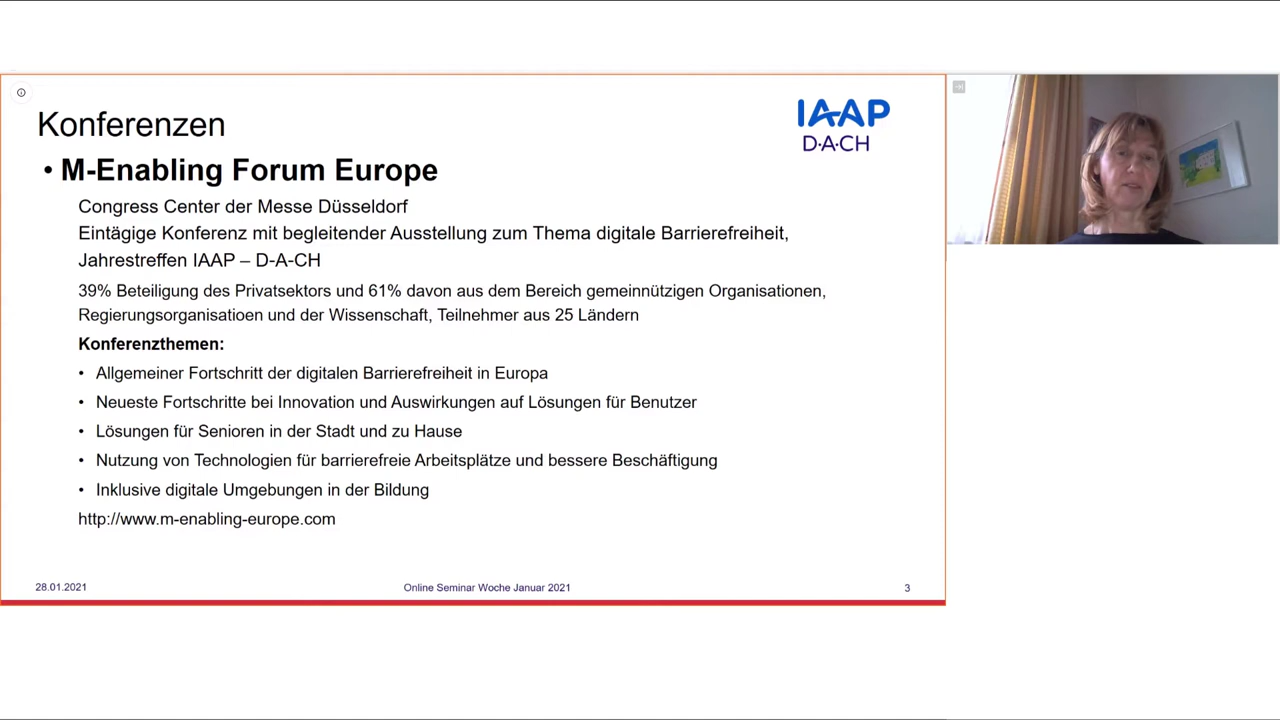 Konferenzen
IAAP
D·A·CH
• M-Enabling Forum Europe
Congress Center der Messe Düsseldorf
Eintägige Konferenz mit begleitender Ausstellung zum Thema digitale Barrierefreiheit,
Jahrestreffen IAAP – D-A-CH
39% Beteiligung des Privatsektors und 61% davon aus dem Bereich gemeinnützigen Organisationen,
Regierungsorganisatioen und der Wissenschaft, Teilnehmer aus 25 Ländern
Konferenzthemen:
• Allgemeiner Fortschritt der digitalen Barrierefreiheit in Europa
• Neueste Fortschritte bei Innovation und Auswirkungen auf Lösungen für Benutzer
• Lösungen für Senioren in der Stadt und zu Hause
• Nutzung von Technologien für barrierefreie Arbeitsplätze und bessere Beschäftigung
• Inklusive digitale Umgebungen in der Bildung
http://www.m-enabling-europe.com
28.01.2021
Online Seminar Woche Januar 2021
3